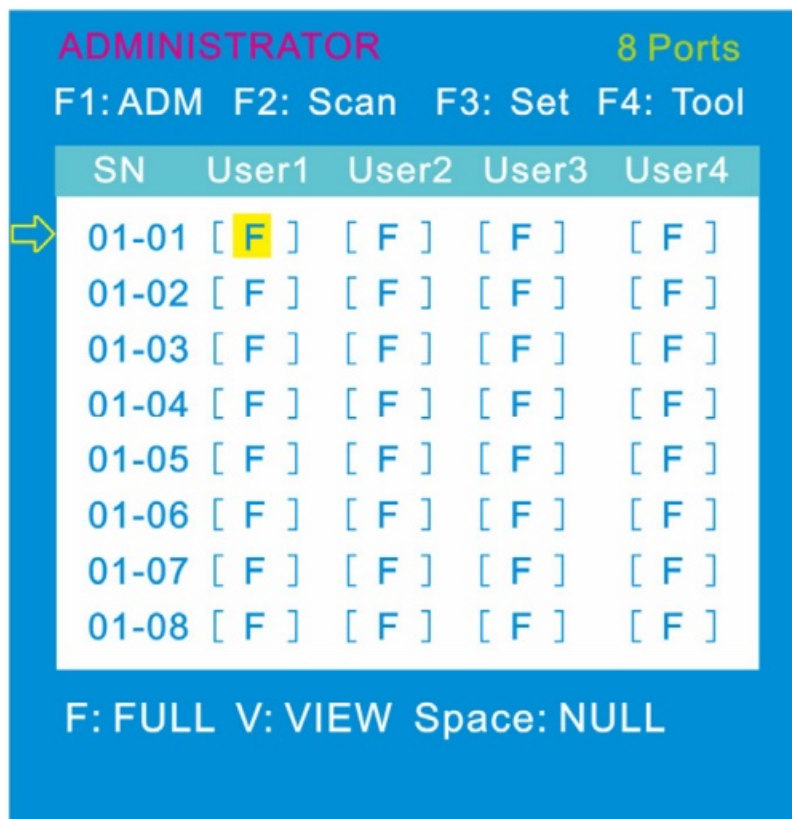 ADMINISTRATOR 8 Ports
F1: ADM F2: Scan F3: Set F4: Tool
SN User1 User2 User3 User4
01-01 [ F ] [ F ] [ F ] [ F ]
01-02 [ F ] [ F ] [ F ] [ F ]
01-03 [ F ] [ F ] [ F ] [ F ]
01-04 [ F ] [ F ] [ F ] [ F ]
01-05 [ F ] [ F ] [ F ] [ F ]
01-06 [ F ] [ F ] [ F ] [ F ]
01-07 [ F ] [ F ] [ F ] [ F ]
01-08 [ F ] [ F ] [ F ] [ F ]
F: FULL V: VIEW Space: NULL